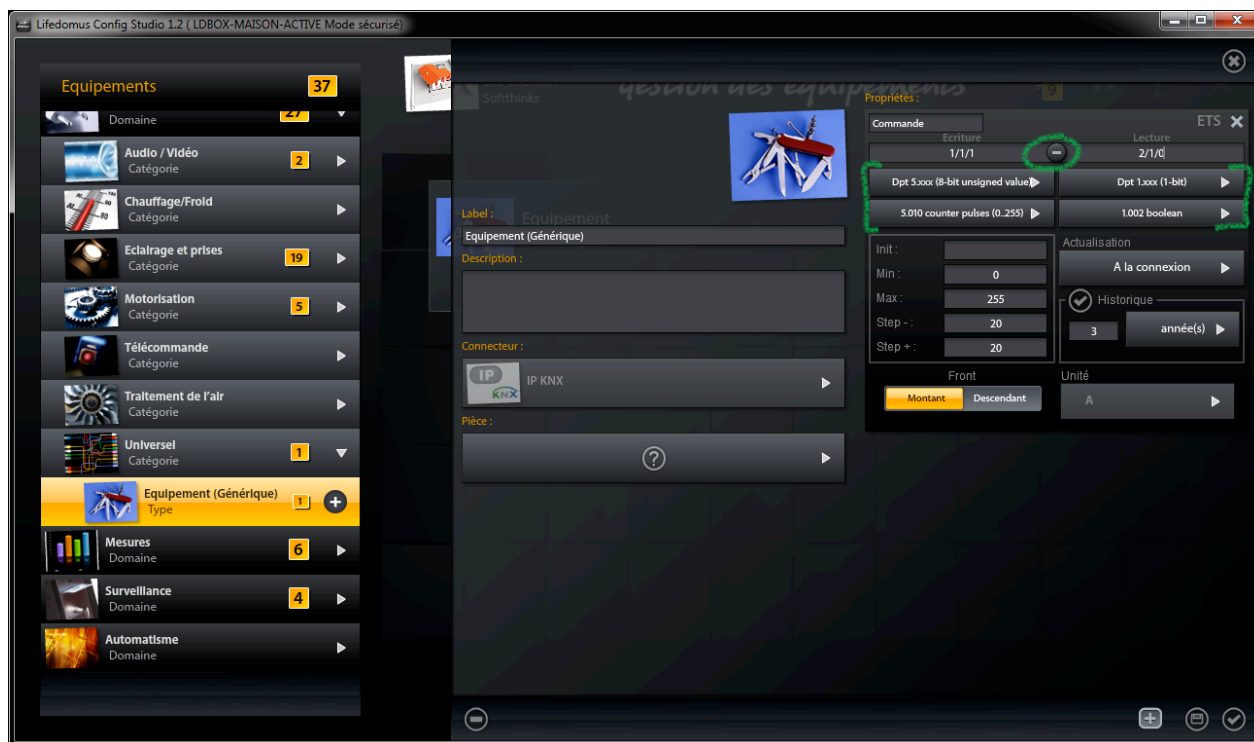 Lifedomus Config Studio 1.2 ( LDBOX-MAISON-ACTIVE Mode sécurisé)
Equipements 37
Domaine 27
Audio / Vidéo
Catégorie
2
Chauffage/Froid
Catégorie
Eclairage et prises
Catégorie
19
Motorisation
Catégorie
5
Télécommande
Catégorie
Traitement de l'air
Catégorie
Universel
Catégorie
1
Equipement (Générique)
Type
1
Mesures
Domaine
6
Surveillance
Domaine
4
Automatisme
Domaine
Softthinks
gestion des équipements
9
Equipement
Label :
Equipement (Générique)
Description :
Connecteur :
IP
KNX
IP KNX
Pièce :
?
Propriétés :
Commande
ETS
Ecriture Lecture
1/1/1 2/1/0
Dpt 5.xxx (8-bit unsigned value) Dpt 1.xxx (1-bit)
5.010 counter pulses (0..255) 1.002 boolean
Init :
Min : 0
Max : 255
Step - : 20
Step + : 20
Actualisation
A la connexion
Historique
3 année(s)
Front
Montant Descendant
Unité
A